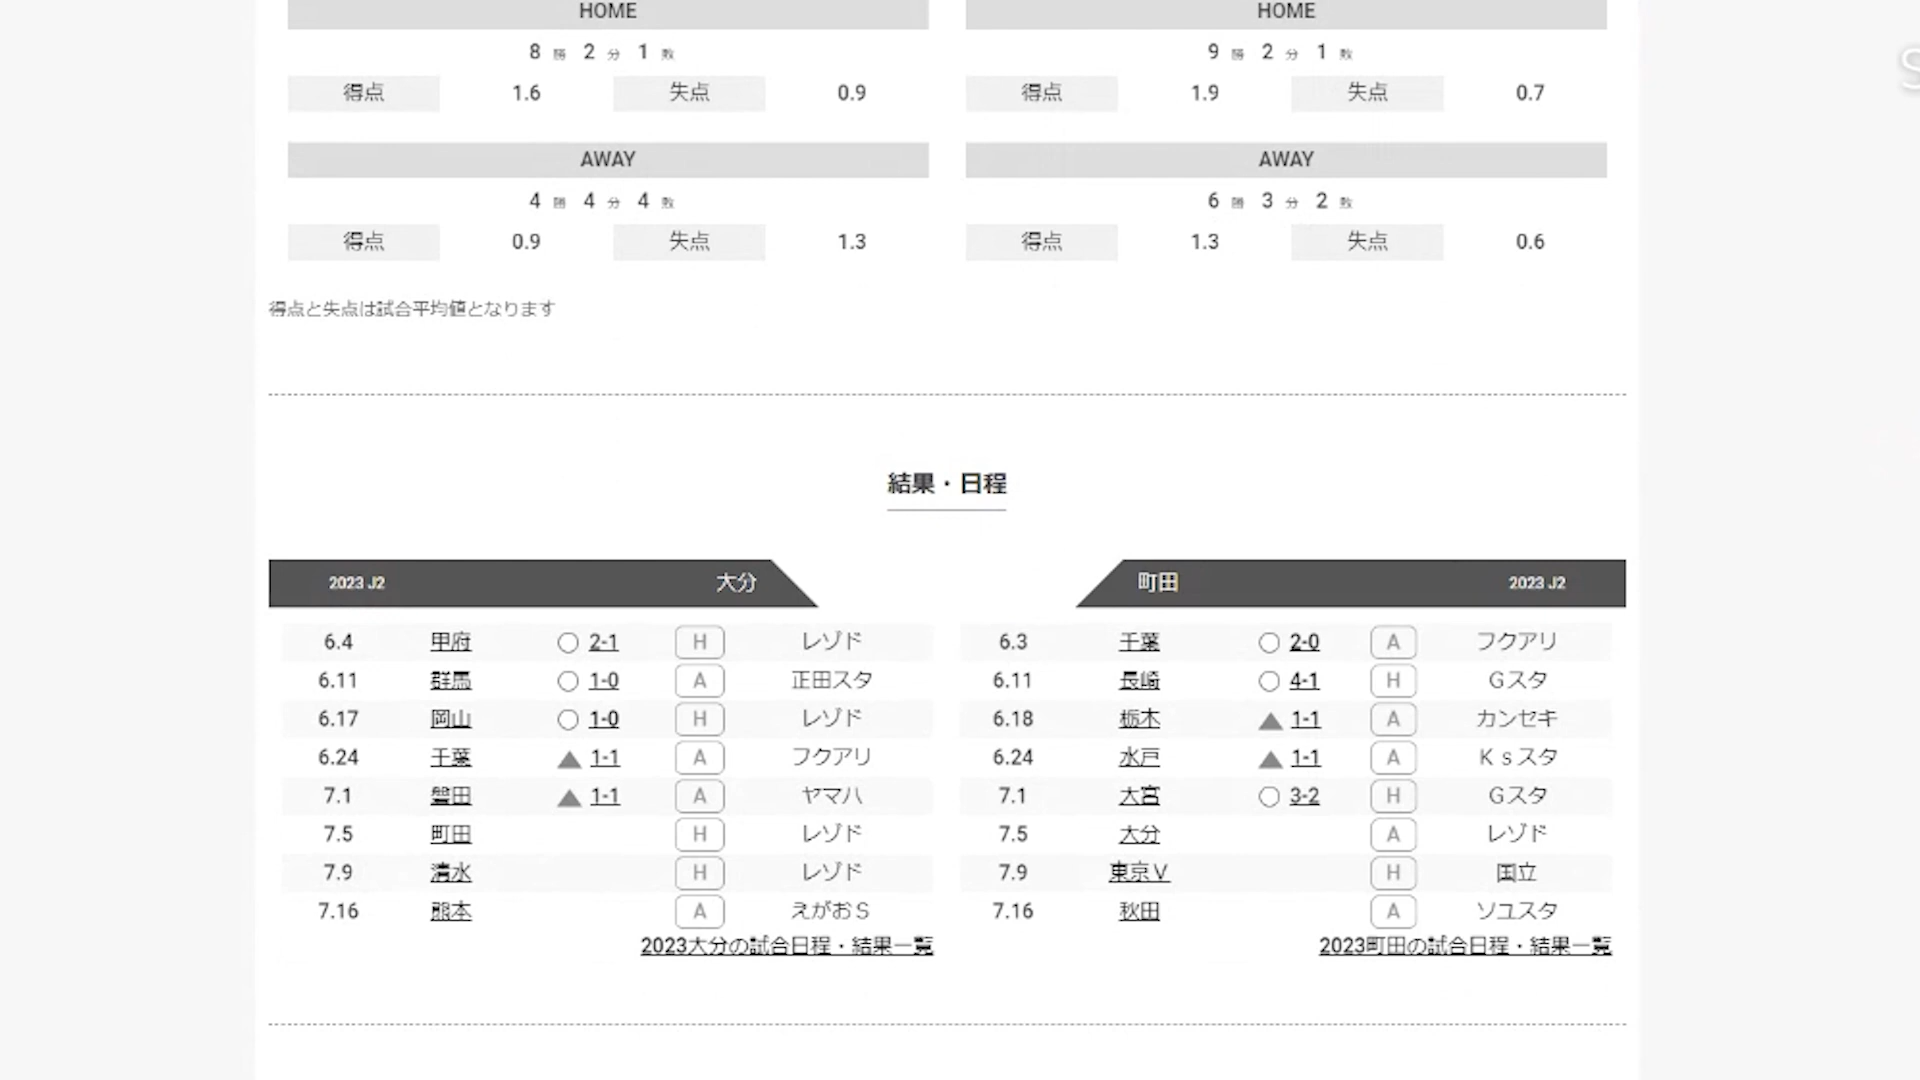 HOME HOME
8 勝 2 分 1 敗 9 勝 2 分 1 敗
得点 1.6 失点 0.9 得点 1.9 失点 0.7
AWAY AWAY
4 勝 4 分 4 敗 6 勝 3 分 2 敗
得点 0.9 失点 1.3 得点 1.3 失点 0.6
得点と失点は試合平均値となります
結果・日程
2023 J2 大分 町田 2023 J2
6.4 甲府 ○ 2-1 H レゾド 6.3 千葉 ○ 2-0 A フクアリ
6.11 群馬 ○ 1-0 A 正田スタ 6.11 長崎 ○ 4-1 H Gスタ
6.17 岡山 ○ 1-0 H レゾド 6.18 栃木 ▲ 1-1 A カンセキ
6.24 千葉 ▲ 1-1 A フクアリ 6.24 水戸 ▲ 1-1 A Ksスタ
7.1 磐田 ▲ 1-1 A ヤマハ 7.1 大宮 ○ 3-2 H Gスタ
7.5 町田 H レゾド 7.5 大分 A レゾド
7.9 清水 H レゾド 7.9 東京V H 国立
7.16 熊本 A えがおS 7.16 秋田 A ソユスタ
2023大分の試合日程・結果一覧 2023町田の試合日程・結果一覧